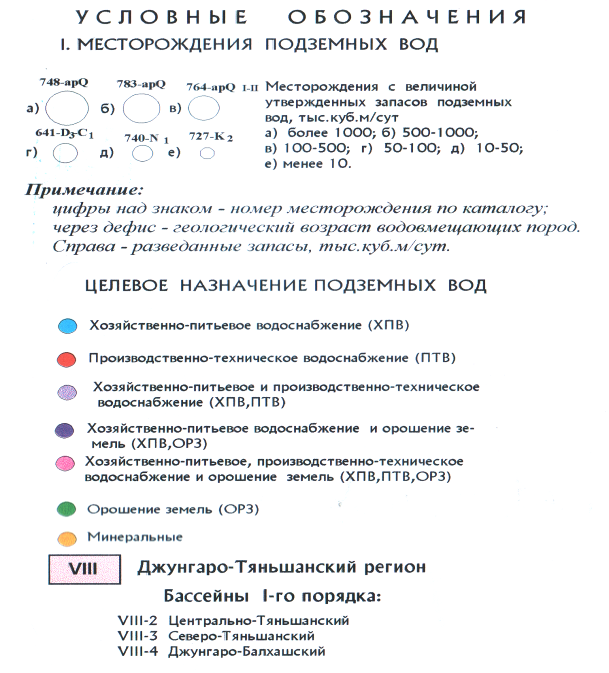 УСЛОВНЫЕ ОБОЗНАЧЕНИЯ
I. МЕСТОРОЖДЕНИЯ ПОДЗЕМНЫХ ВОД
748-apQ 783-apQ 764-apQ I-II
а) б) в)
641-D3-C1 740-N 1 727-K 2
г) д) е)
Месторождения с величиной
утвержденных запасов подземных
вод, тыс.куб.м/сут
а) более 1000; б) 500-1000;
в) 100-500; г) 50-100; д) 10-50;
е) менее 10.
Примечание:
цифры над знаком - номер месторождения по каталогу;
через дефис - геологический возраст водовмещающих пород.
Справа - разведанные запасы, тыс.куб.м/сут.
ЦЕЛЕВОЕ НАЗНАЧЕНИЕ ПОДЗЕМНЫХ ВОД
Хозяйственно-питьевое водоснабжение (ХПВ)
Производственно-техническое водоснабжение (ПТВ)
Хозяйственно-питьевое и производственно-техническое
водоснабжение (ХПВ,ПТВ)
Хозяйственно-питьевое водоснабжение и орошение зе-
мель (ХПВ,ОРЗ)
Хозяйственно-питьевое, производственно-техническое
водоснабжение и орошение земель (ХПВ,ПТВ,ОРЗ)
Орошение земель (ОРЗ)
Минеральные
VIII Джунгаро-Тяньшанский регион
Бассейны I-го порядка:
VIII-2 Центрально-Тяньшанский
VIII-3 Северо-Тяньшанский
VIII-4 Джунгаро-Балхашский